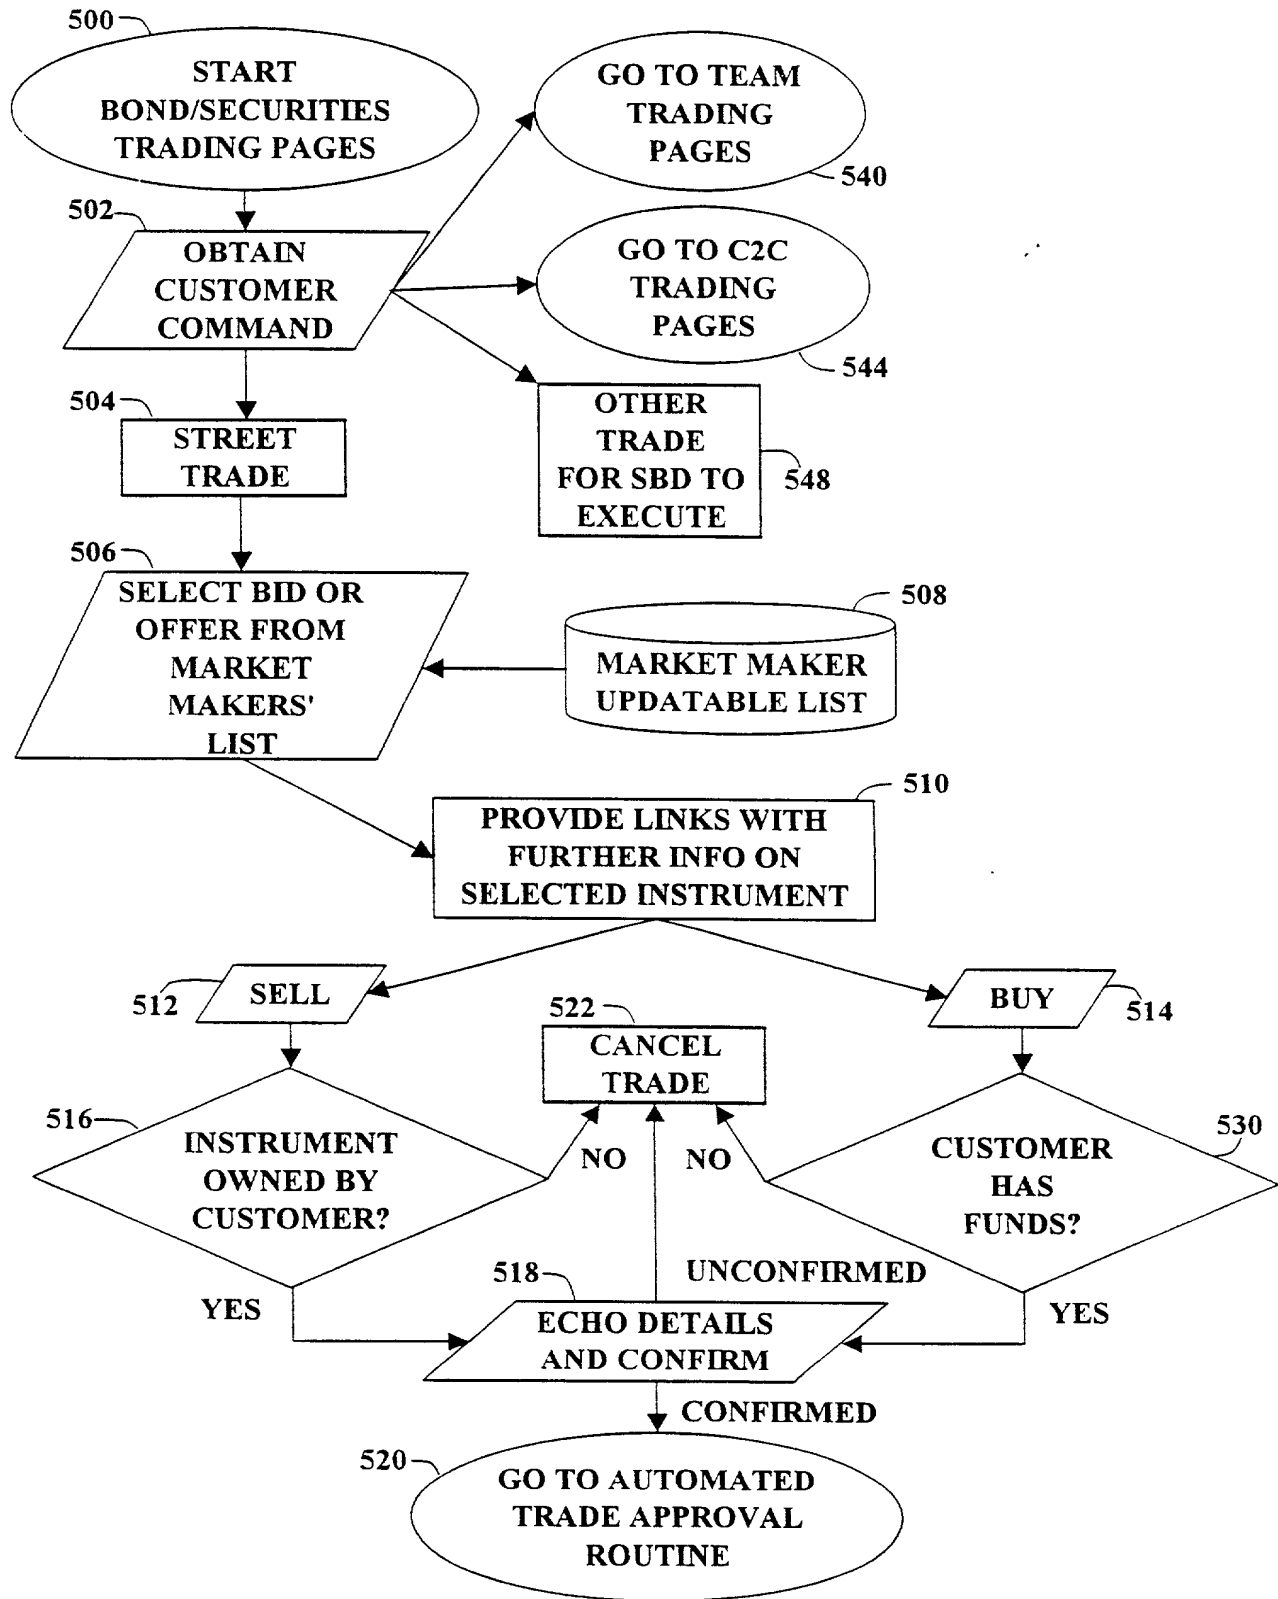 500
START
BOND/SECURITIES
TRADING PAGES
GO TO TEAM
TRADING
PAGES
540
502
OBTAIN
CUSTOMER
COMMAND
GO TO C2C
TRADING
PAGES
544
504
STREET
TRADE
OTHER
TRADE
FOR SBD TO
EXECUTE
548
506
SELECT BID OR
OFFER FROM
MARKET
MAKERS'
LIST
508
MARKET MAKER
UPDATABLE LIST
510
PROVIDE LINKS WITH
FURTHER INFO ON
SELECTED INSTRUMENT
512
SELL
BUY
514
522
CANCEL
TRADE
516
INSTRUMENT
OWNED BY
CUSTOMER?
NO
NO
530
CUSTOMER
HAS
FUNDS?
YES
518
UNCONFIRMED
YES
ECHO DETAILS
AND CONFIRM
CONFIRMED
520
GO TO AUTOMATED
TRADE APPROVAL
ROUTINE